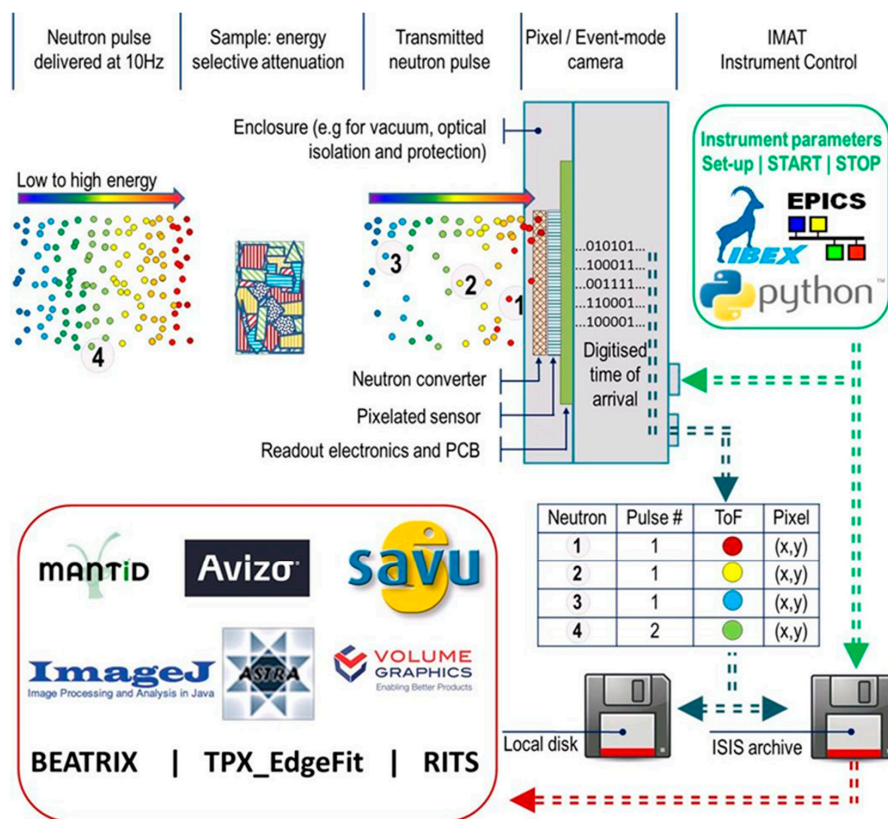 Neutron pulse
delivered at 10Hz
Sample: energy
selective attenuation
Transmitted
neutron pulse
Pixel / Event-mode
camera
IMAT
Instrument Control
Enclosure (e.g for vacuum, optical
isolation and protection)
Low to high energy
Instrument parameters
Set-up | START | STOP
IBEX
EPICS
python™
3
2
1
4
...010101...
...100011...
...001111...
...110001...
...100001...
Digitised
time of
arrival
Neutron converter
Pixelated sensor
Readout electronics and PCB
Neutron Pulse # ToF Pixel
1 1 (x,y)
2 1 (x,y)
3 1 (x,y)
4 2 (x,y)
MANTiD
Avizo
savu
ImageJ
Image Processing and Analysis in Java
ASTRA
VOLUME
GRAPHICS
Enabling Better Products
BEATRIX | TPX_EdgeFit | RITS
Local disk
ISIS archive